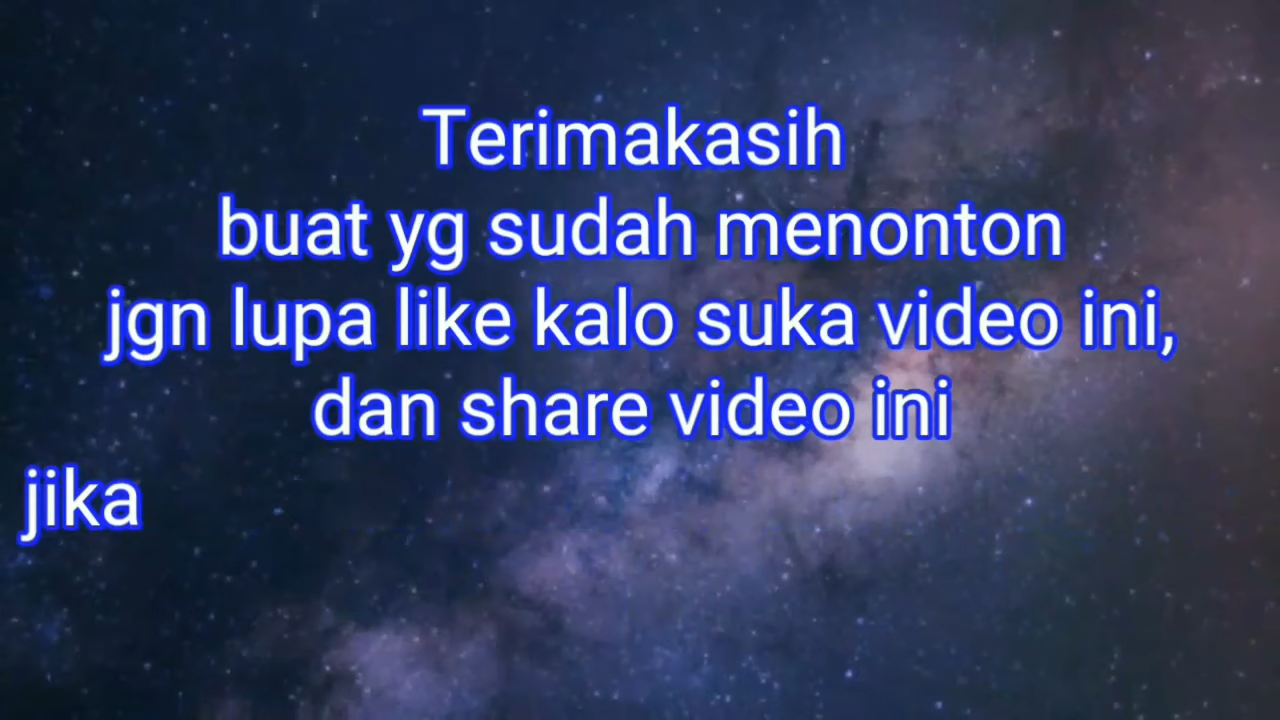 Terimakasih
buat yg sudah menonton
jgn lupa like kalo suka video ini,
dan share video ini
jika